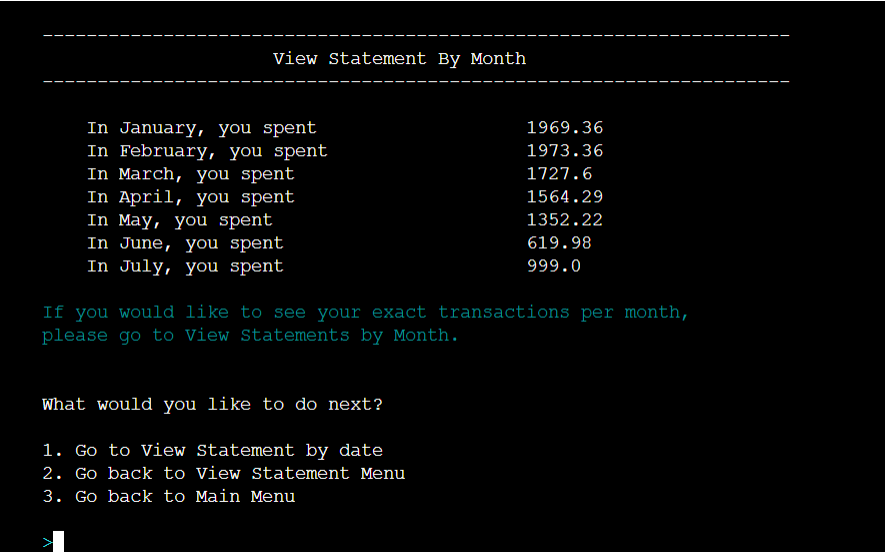 --------------------------------------------------------------------
View Statement By Month
--------------------------------------------------------------------
In January, you spent 1969.36
In February, you spent 1973.36
In March, you spent 1727.6
In April, you spent 1564.29
In May, you spent 1352.22
In June, you spent 619.98
In July, you spent 999.0
If you would like to see your exact transactions per month,
please go to View Statements by Month.
What would you like to do next?
1. Go to View Statement by date
2. Go back to View Statement Menu
3. Go back to Main Menu
>